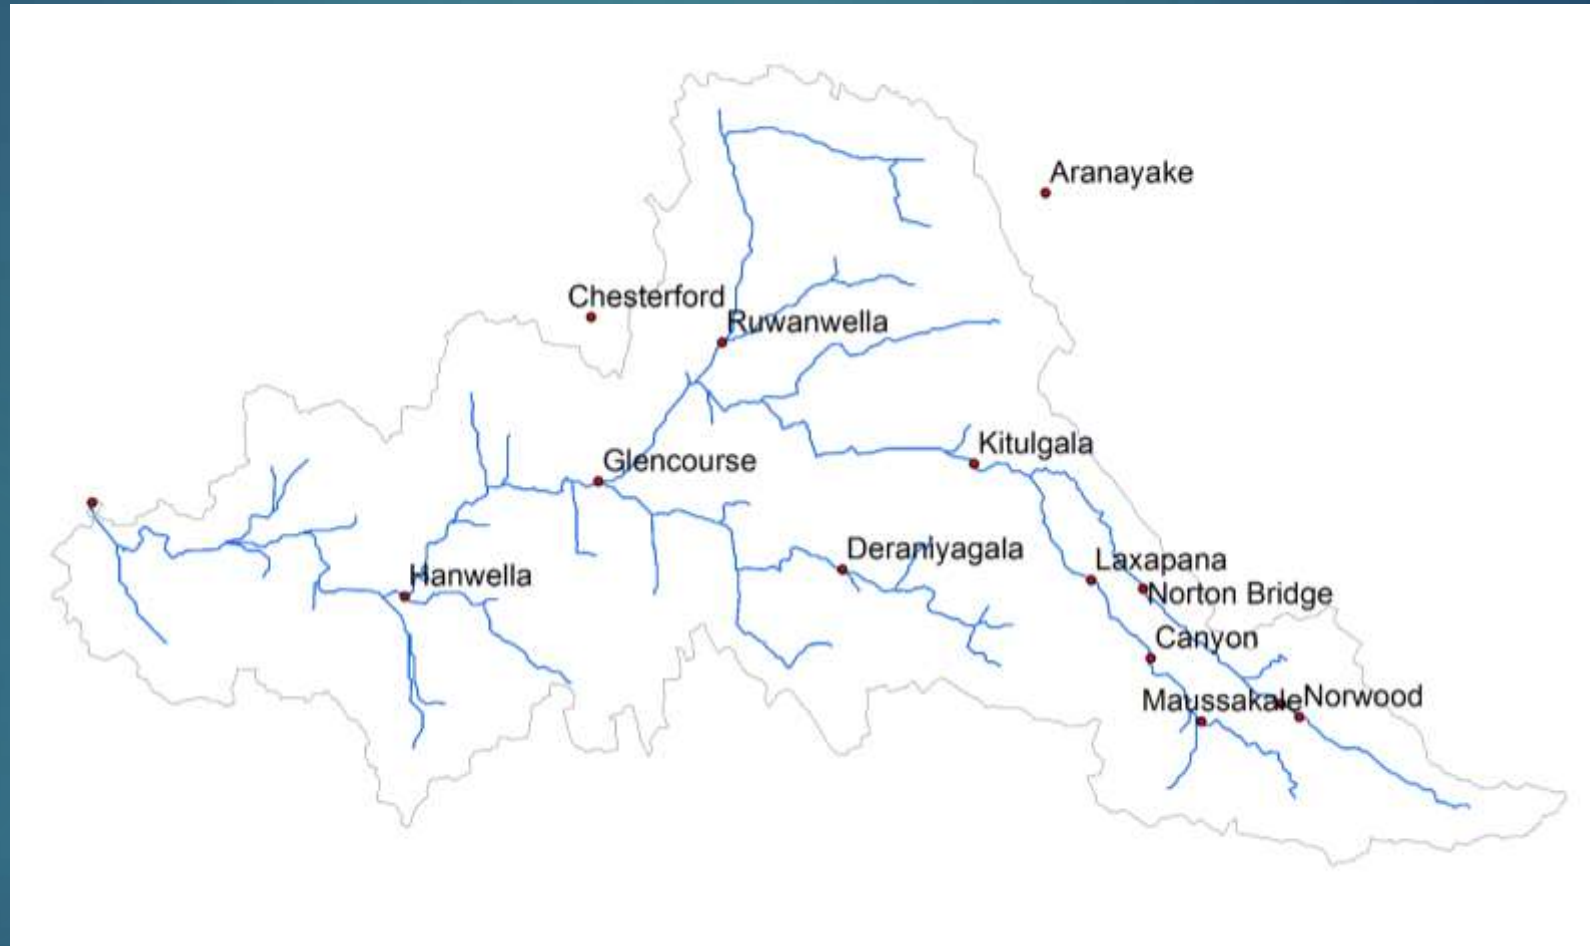 Aranayake
Chesterford
Ruwanwella
Kitulgala
Glencourse
Deraniyagala
Laxapana
Hanwella
Norton Bridge
Canyon
Maussakale
Norwood